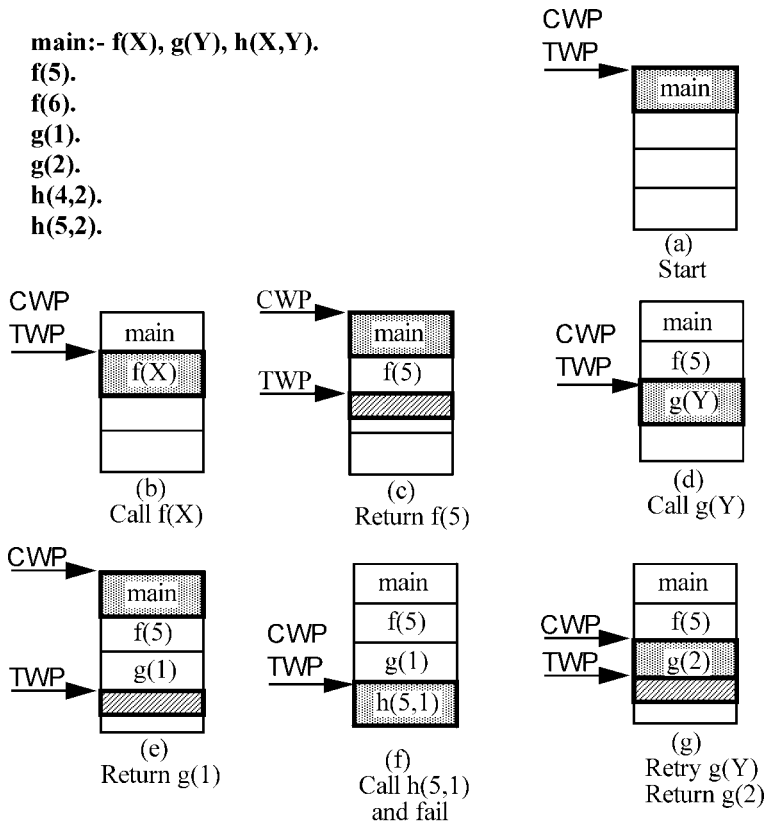 main:- f(X), g(Y), h(X,Y).
f(5).
f(6).
g(1).
g(2).
h(4,2).
h(5,2).
CWP
TWP
main
(a)
Start
CWP
TWP
main
f(X)
(b)
Call f(X)
CWP
main
f(5)
TWP
(c)
Return f(5)
main
CWP
f(5)
TWP
g(Y)
(d)
Call g(Y)
CWP
main
f(5)
g(1)
TWP
(e)
Return g(1)
main
f(5)
CWP
g(1)
TWP
h(5,1)
(f)
Call h(5,1)
and fail
main
f(5)
CWP
g(2)
TWP
(g)
Retry g(Y)
Return g(2)